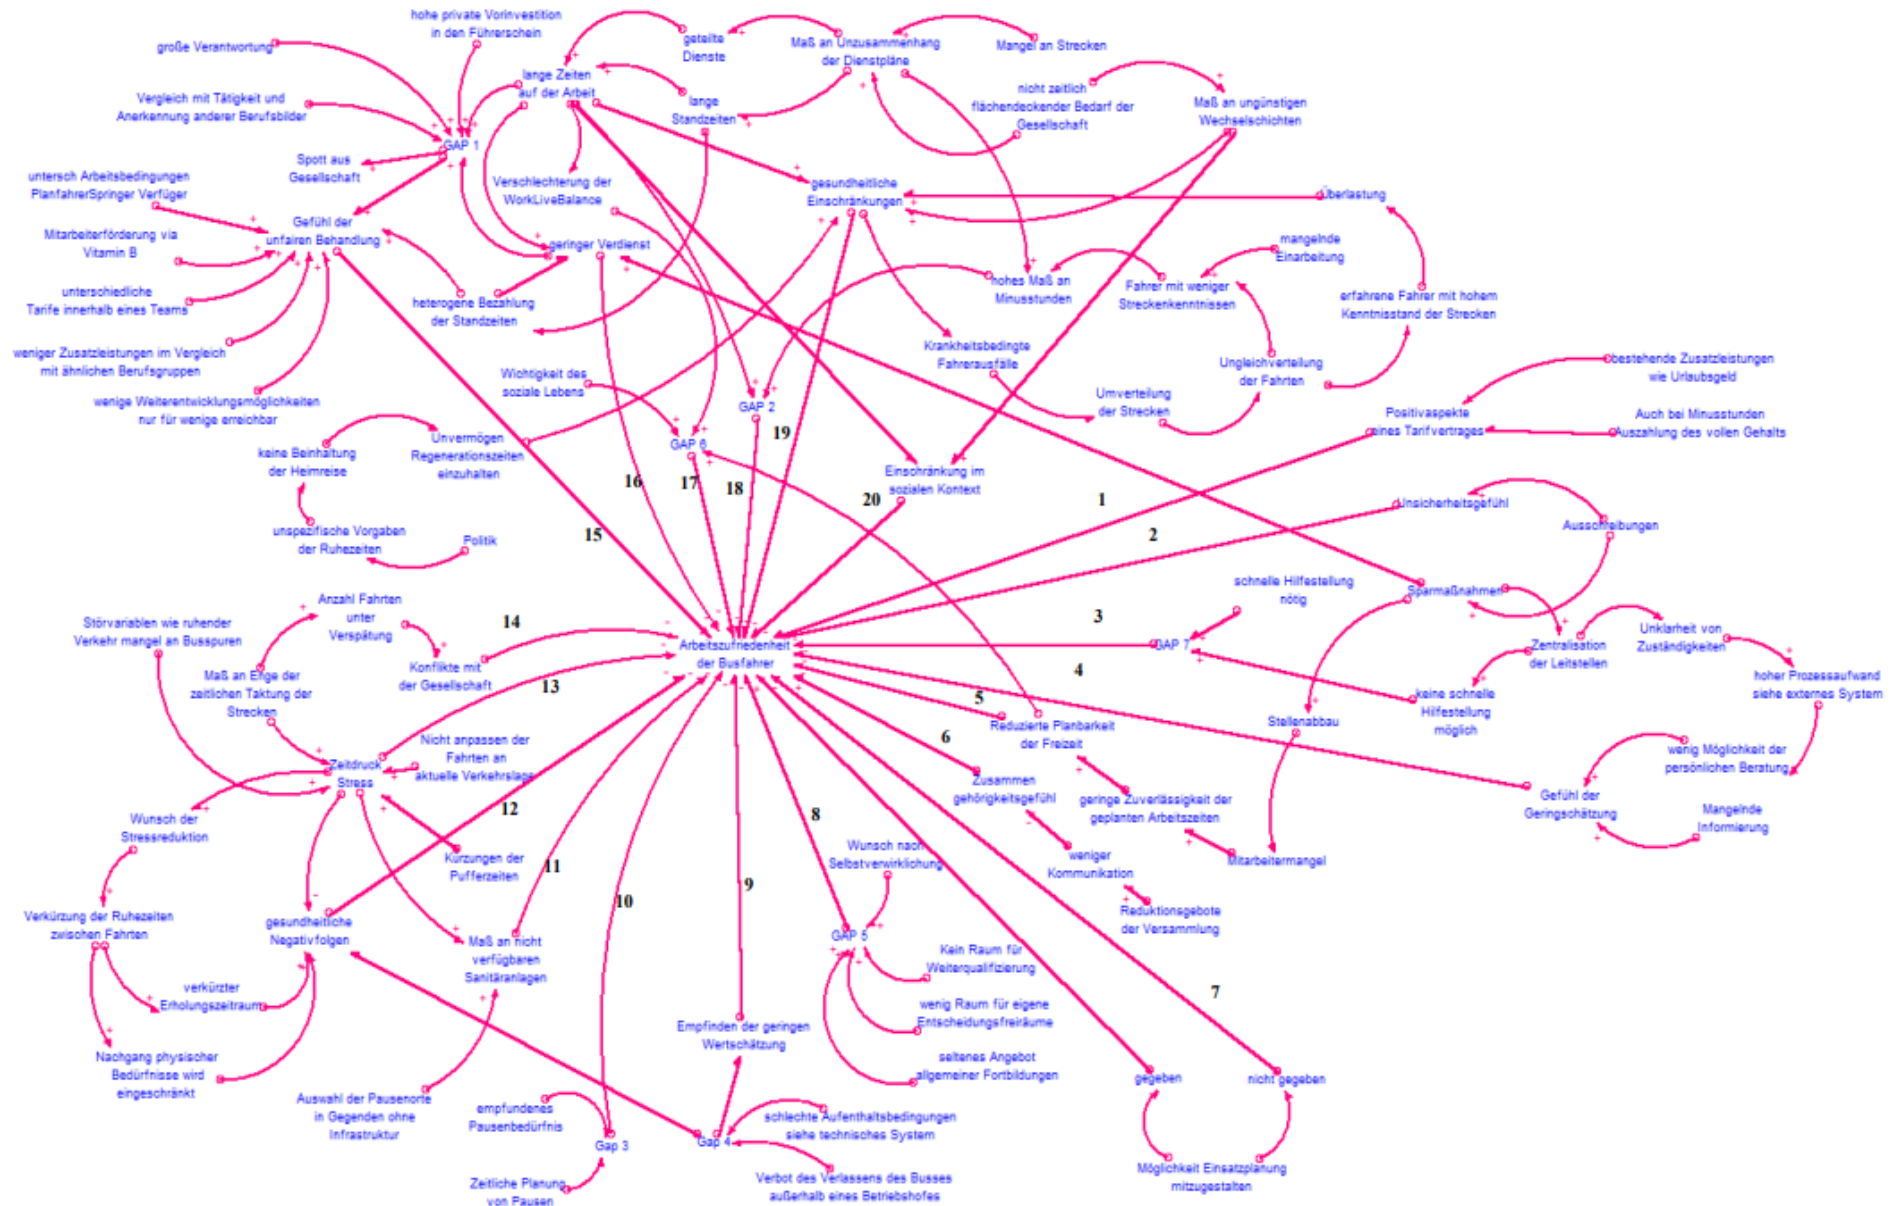 hohe private Vorinvestition
in den Führerschein
große Verantwortung
geteilte
Dienste
Maß an Unzusammenhang
der Dienstpläne
Mangel an Strecken
lange Zeiten
auf der Arbeit
Vergleich mit Tätigkeit und
Anerkennung anderer Berufsbilder
lange
Standzeiten
nicht zeitlich
flächendeckender Bedarf der
Gesellschaft
Maß an ungünstigen
Wechselschichten
GAP 1
Spott aus
Gesellschaft
untersch Arbeitsbedingungen
PlanfahrerSpringer Verfüger
Verschlechterung der
WorkLiveBalance
gesundheitliche
Einschränkungen
Überlastung
Gefühl der
unfairen Behandlung
Mitarbeiterförderung via
Vitamin B
geringer Verdienst
mangelnde
Einarbeitung
unterschiedliche
Tarife innerhalb eines Teams
heterogene Bezahlung
der Standzeiten
hohes Maß an
Minusstunden
Fahrer mit weniger
Streckenkenntnissen
erfahrene Fahrer mit hohem
Kenntnisstand der Strecken
weniger Zusatzleistungen im Vergleich
mit ähnlichen Berufsgruppen
Krankheitsbedingte
Fahrerausfälle
Ungleichverteilung
der Fahrten
bestehende Zusatzleistungen
wie Urlaubsgeld
wenige Weiterentwicklungsmöglichkeiten
nur für wenige erreichbar
Wichtigkeit des
soziale Lebens
GAP 2
Umverteilung
der Strecken
Positivaspekte
eines Tarifvertrages
Auch bei Minusstunden
Auszahlung des vollen Gehalts
keine Beinhaltung
der Heimreise
Unvermögen
Regenerationszeiten
einzuhalten
GAP 6
19
16
17
18
20
Einschränkung im
sozialen Kontext
1
2
Unsicherheitsgefühl
Ausschreibungen
unspezifische Vorgaben
der Ruhezeiten
Politik
15
Störvariablen wie ruhender
Verkehr mangel an Busspuren
Anzahl Fahrten
unter
Verspätung
14
schnelle Hilfestellung
nötig
Sparmaßnahmen
3
GAP 7
Zentralisation
der Leitstellen
Unklarheit von
Zuständigkeiten
Arbeitszufriedenheit
der Busfahrer
Maß an Enge der
zeitlichen Taktung der
Strecken
Konflikte mit
der Gesellschaft
13
4
5
hoher Prozessaufwand
siehe externes System
keine schnelle
Hilfestellung
möglich
Stellenabbau
Reduzierte Planbarkeit
der Freizeit
6
Nicht anpassen der
Fahrten an
aktuelle Verkehrslage
Zeitdruck
Stress
wenig Möglichkeit der
persönlichen Beratung
Zusammen
gehörigkeitsgefühl
geringe Zuverlässigkeit der
geplanten Arbeitszeiten
Gefühl der
Geringschätzung
Mangelnde
Informierung
Wunsch der
Stressreduktion
12
8
Kürzungen der
Pufferzeiten
11
Wunsch nach
Selbstverwirklichung
weniger
Kommunikation
Mitarbeitermangel
9
10
Verkürzung der Ruhezeiten
zwischen Fahrten
gesundheitliche
Negativfolgen
Maß an nicht
verfügbaren
Sanitäranlagen
GAP 5
Reduktionsgebote
der Versammlung
Kein Raum für
Weiterqualifizierung
verkürzter
Erholungszeitraum
7
wenig Raum für eigene
Entscheidungsfreiräume
Empfinden der geringen
Wertschätzung
Nachgang physischer
Bedürfnisse wird
eingeschränkt
seltenes Angebot
allgemeiner Fortbildungen
gegeben
nicht gegeben
Auswahl der Pausenorte
in Gegenden ohne
Infrastruktur
empfundenes
Pausenbedürfnis
Gap 3
Gap 4
schlechte Aufenthaltsbedingungen
siehe technisches System
Zeitliche Planung
von Pausen
Verbot des Verlassens des Busses
außerhalb eines Betriebshofes
Möglichkeit Einsatzplanung
mitzugestalten